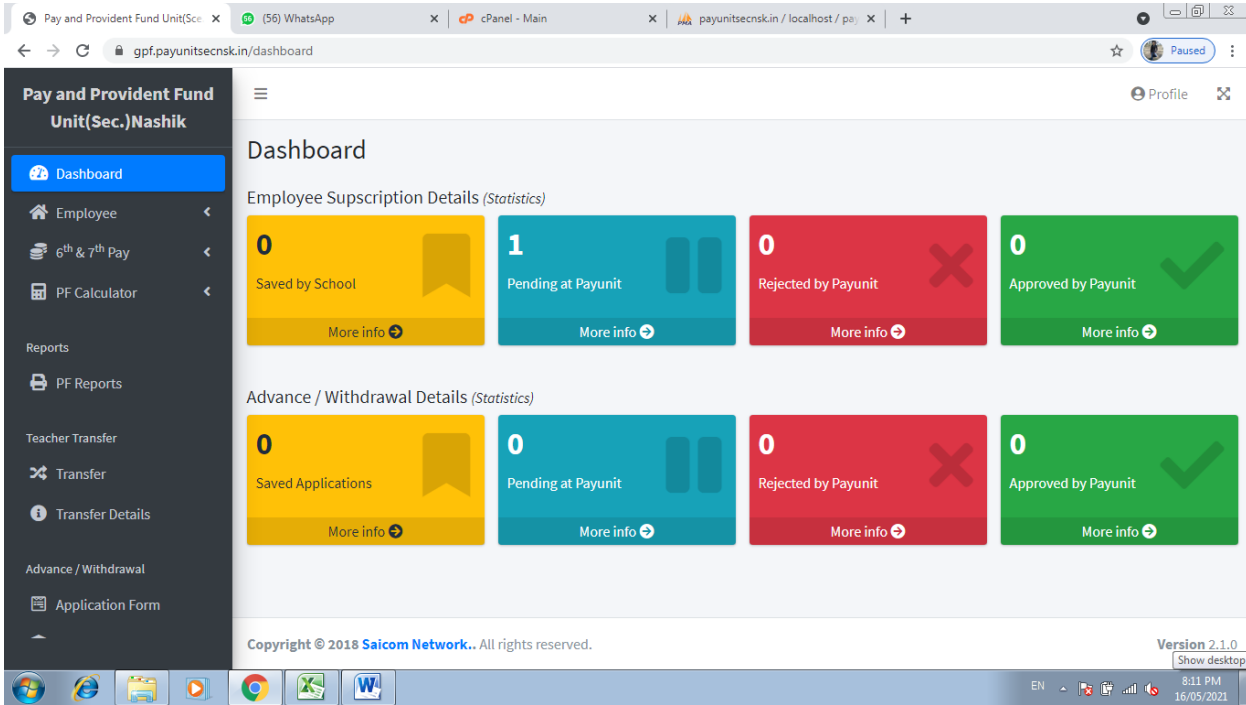 Pay and Provident Fund Unit(Sce
(56) WhatsApp
cPanel - Main
payunitsecnsk.in / localhost / pay
gpf.payunitsecnsk.in/dashboard
Paused
Pay and Provident Fund
Unit(Sec.)Nashik
Profile
Dashboard
Employee
6th & 7th Pay
PF Calculator
Reports
PF Reports
Teacher Transfer
Transfer
Transfer Details
Advance / Withdrawal
Application Form
Dashboard
Employee Supscription Details (Statistics)
0
Saved by School
More info
1
Pending at Payunit
More info
0
Rejected by Payunit
More info
0
Approved by Payunit
More info
Advance / Withdrawal Details (Statistics)
0
Saved Applications
More info
0
Pending at Payunit
More info
0
Rejected by Payunit
More info
0
Approved by Payunit
More info
Copyright © 2018 Saicom Network.. All rights reserved.
Version 2.1.0
Show desktop
EN
8:11 PM
16/05/2021